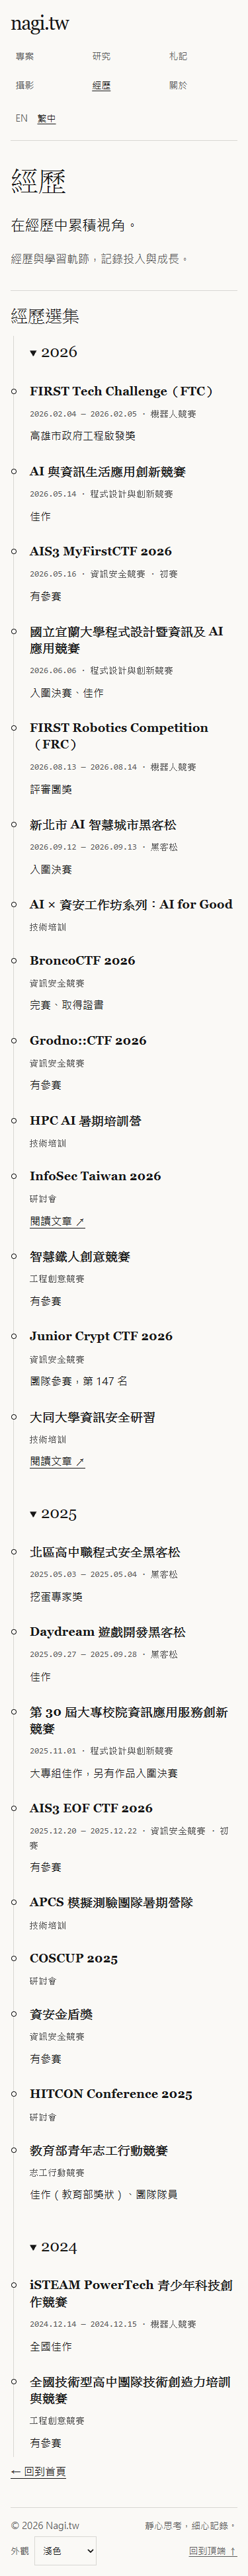 nagi.tw
專案 研究 札記
攝影 經歷 關於
EN 繁中
經歷
在經歷中累積視角。
經歷與學習軌跡，記錄投入與成長。
經歷選集
▾ 2026
FIRST Tech Challenge（FTC）
2026.02.04 — 2026.02.05 · 機器人競賽
高雄市政府工程啟發獎
AI 與資訊生活應用創新競賽
2026.05.14 · 程式設計與創新競賽
佳作
AIS3 MyFirstCTF 2026
2026.05.16 · 資訊安全競賽 · 初賽
有參賽
國立宜蘭大學程式設計暨資訊及 AI
應用競賽
2026.06.06 · 程式設計與創新競賽
入圍決賽、佳作
FIRST Robotics Competition
（FRC）
2026.08.13 — 2026.08.14 · 機器人競賽
評審團獎
新北市 AI 智慧城市黑客松
2026.09.12 — 2026.09.13 · 黑客松
入圍決賽
AI × 資安工作坊系列：AI for Good
技術培訓
BroncoCTF 2026
資訊安全競賽
完賽、取得證書
Grodno::CTF 2026
資訊安全競賽
有參賽
HPC AI 暑期培訓營
技術培訓
InfoSec Taiwan 2026
研討會
閱讀文章 ↗
智慧鐵人創意競賽
工程創意競賽
有參賽
Junior Crypt CTF 2026
資訊安全競賽
團隊參賽，第 147 名
大同大學資訊安全研習
技術培訓
閱讀文章 ↗
▾ 2025
北區高中職程式安全黑客松
2025.05.03 — 2025.05.04 · 黑客松
挖蛋專家獎
Daydream 遊戲開發黑客松
2025.09.27 — 2025.09.28 · 黑客松
佳作
第 30 屆大專校院資訊應用服務創新
競賽
2025.11.01 · 程式設計與創新競賽
大專組佳作，另有作品入圍決賽
AIS3 EOF CTF 2026
2025.12.20 — 2025.12.22 · 資訊安全競賽 · 初
賽
有參賽
APCS 模擬測驗團隊暑期營隊
技術培訓
COSCUP 2025
研討會
資安金盾獎
資訊安全競賽
有參賽
HITCON Conference 2025
研討會
教育部青年志工行動競賽
志工行動競賽
佳作（教育部獎狀）、團隊隊員
▾ 2024
iSTEAM PowerTech 青少年科技創
作競賽
2024.12.14 — 2024.12.15 · 機器人競賽
全國佳作
全國技術型高中團隊技術創造力培訓
與競賽
工程創意競賽
有參賽
← 回到首頁
© 2026 Nagi.tw 靜心思考，細心記錄。
外觀 淺色 回到頂端 ↑